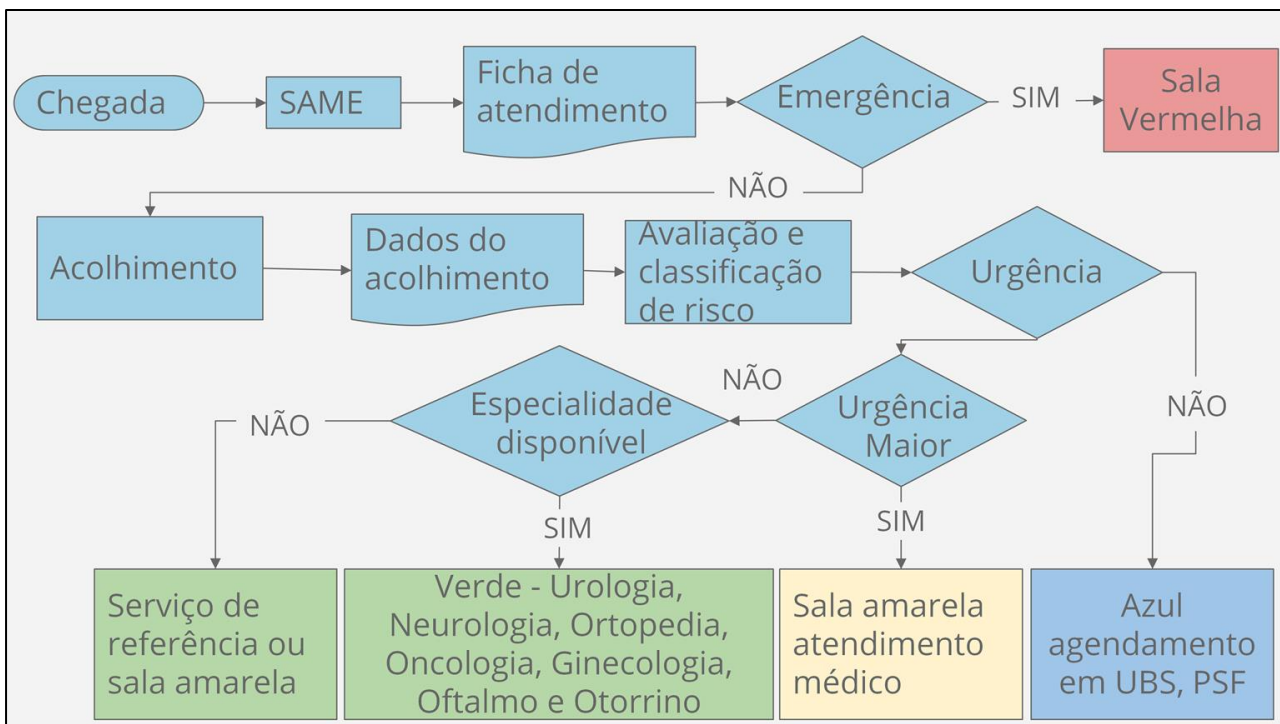 Chegada
SAME
Ficha de
atendimento
Emergência
SIM
Sala
Vermelha
NÃO
Acolhimento
Dados do
acolhimento
Avaliação e
classificação
de risco
Urgência
NÃO
Urgência
Maior
NÃO
Especialidade
disponível
NÃO
SIM
SIM
Serviço de
referência ou
sala amarela
Verde - Urologia,
Neurologia, Ortopedia,
Oncologia, Ginecologia,
Oftalmo e Otorrino
Sala amarela
atendimento
médico
Azul
agendamento
em UBS, PSF